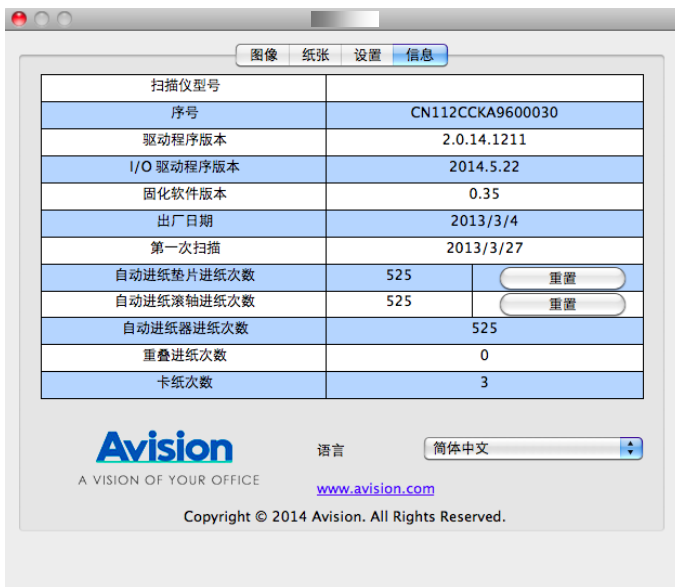 图像 纸张 设置 信息
扫描仪型号
序号 CN112CCKA9600030
驱动程序版本 2.0.14.1211
I/O 驱动程序版本 2014.5.22
固化软件版本 0.35
出厂日期 2013/3/4
第一次扫描 2013/3/27
自动进纸垫片进纸次数 525 重置
自动进纸滚轴进纸次数 525 重置
自动进纸器进纸次数 525
重叠进纸次数 0
卡纸次数 3
Avision
A VISION OF YOUR OFFICE
语言 简体中文
www.avision.com
Copyright © 2014 Avision. All Rights Reserved.